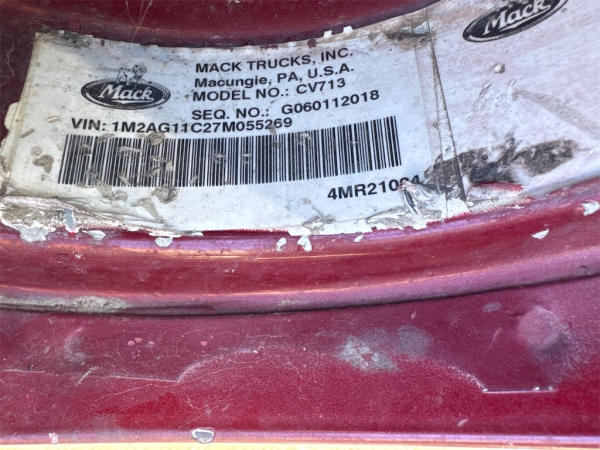 Mack
MACK TRUCKS, INC.
Macungie, PA, U.S.A.
MODEL NO.: CV713
SEQ. NO.: G060112018
VIN: 1M2AG11C27M055269
Mack